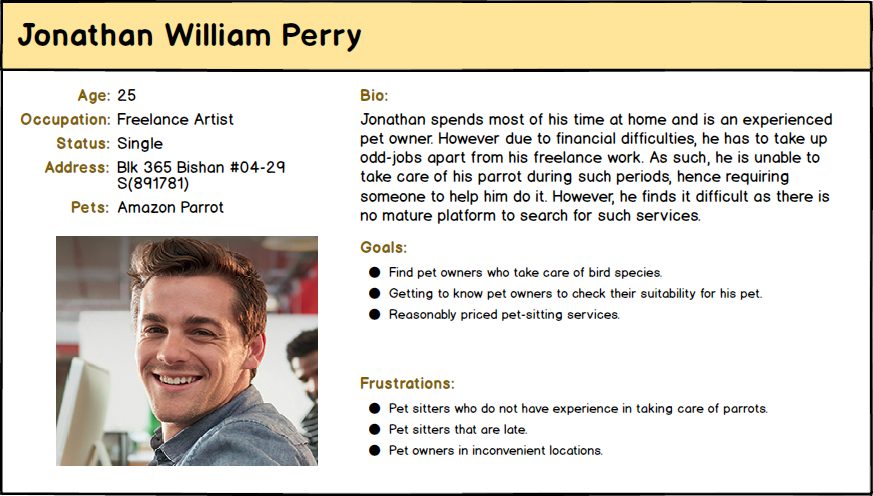 Jonathan William Perry
Age: 25
Occupation: Freelance Artist
Status: Single
Address: Blk 365 Bishan #04-29
S(891781)
Pets: Amazon Parrot
Bio:
Jonathan spends most of his time at home and is an experienced
pet owner. However due to financial difficulties, he has to take up
odd-jobs apart from his freelance work. As such, he is unable to
take care of his parrot during such periods, hence requiring
someone to help him do it. However, he finds it difficult as there is
no mature platform to search for such services.
Goals:
● Find pet owners who take care of bird species.
● Getting to know pet owners to check their suitability for his pet.
● Reasonably priced pet-sitting services.
Frustrations:
● Pet sitters who do not have experience in taking care of parrots.
● Pet sitters that are late.
● Pet owners in inconvenient locations.